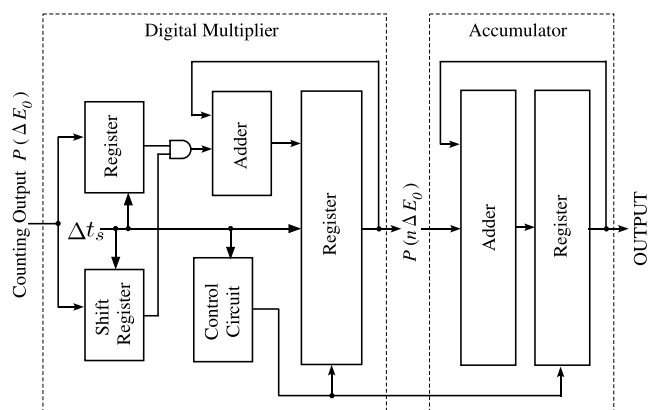 Digital Multiplier
Accumulator
Counting Output P(ΔE₀)
Register
Adder
Δtₛ
Shift
Register
Control
Circuit
Register
P(nΔE₀)
Adder
Register
OUTPUT